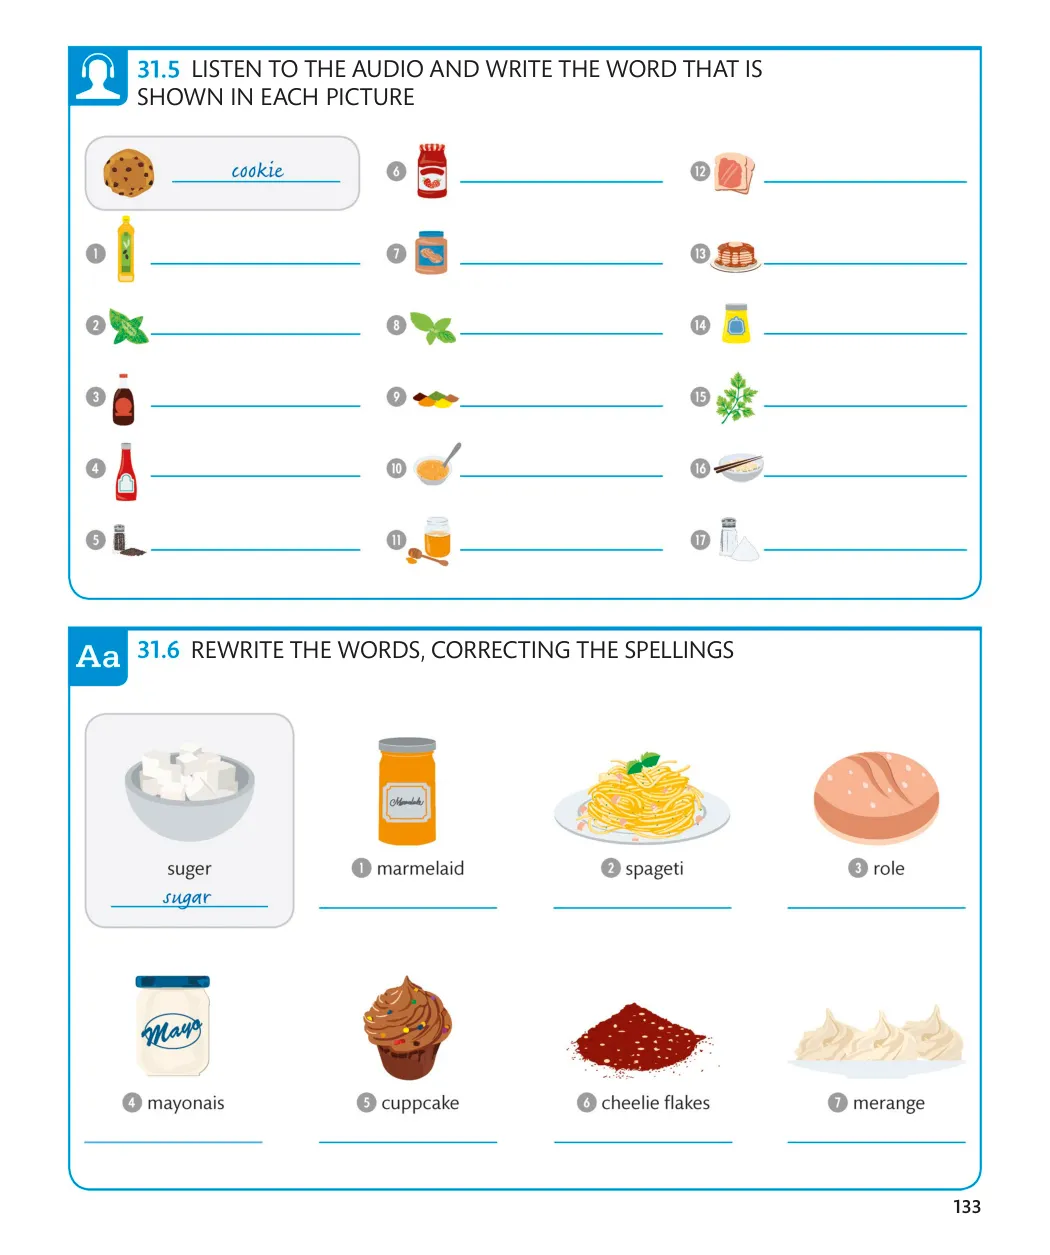 31.5 LISTEN TO THE AUDIO AND WRITE THE WORD THAT IS
SHOWN IN EACH PICTURE
cookie
1
2
3
4
5
6
7
8
9
10
11
12
13
14
15
16
17
Aa
31.6 REWRITE THE WORDS, CORRECTING THE SPELLINGS
suger
sugar
Marmalade
1 marmelaid
2 spageti
3 role
Mayo
4 mayonais
5 cuppcake
6 cheelie flakes
7 merange
133